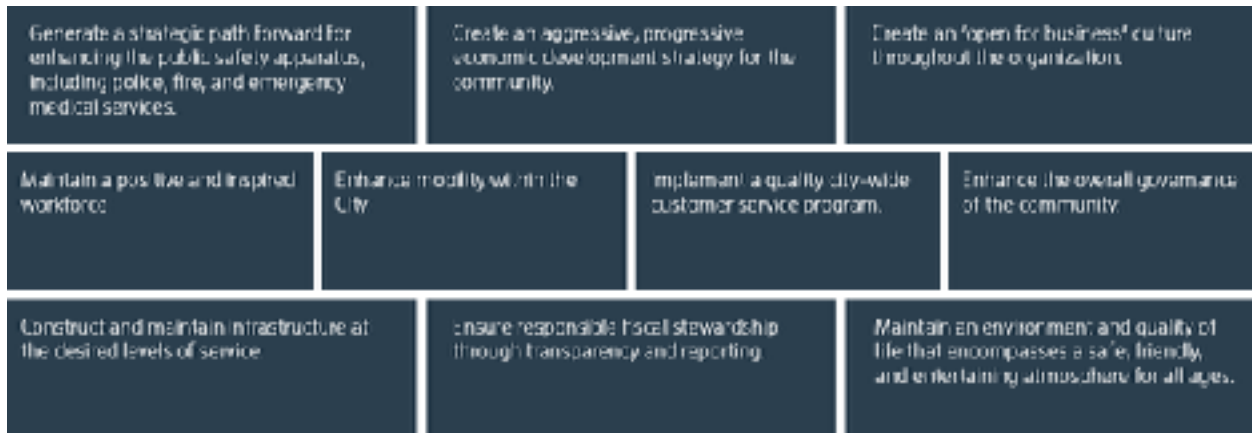 Generate a strategic path forward for
enhancing the public safety apparatus,
including police, fire, and emergency
medical services.
Create an aggressive, progressive
economic development strategy for the
community.
Create an "open for business" culture
throughout the organization.
Maintain a positive and inspired
workforce
Enhance mobility within the
City
Implement a quality city-wide
customer service program.
Enhance the overall governance
of the community.
Construct and maintain infrastructure at
the desired levels of service
Ensure responsible fiscal stewardship
through transparency and reporting
Maintain an environment and quality of
life that encompasses a safe, friendly,
and entertaining atmosphere for all ages.